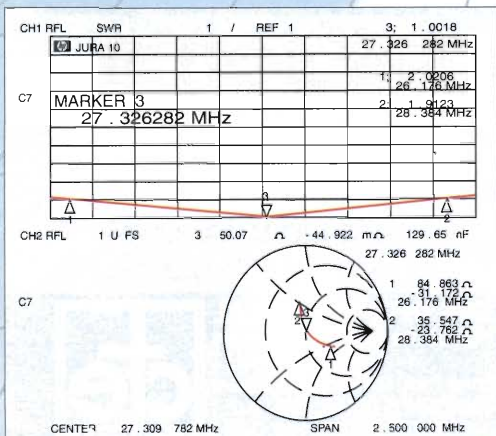 CH1 RFL SWR 1 / REF 1 3; 1.0018
hp JURA 10 27.326 282 MHz
1; 2.0206
26.176 MHz
C7 MARKER 3 2; 1.9123
27.326282 MHz 28.384 MHz
3
1 2
CH2 RFL 1 U FS 3 50.07 Ω -44.922 mΩ 129.65 nF
27.326 282 MHz
1 84.863 Ω
-31.172 Ω
C7 26.176 MHz
2 35.547 Ω
-23.762 Ω
28.384 MHz
CENTER 27.309 782 MHz SPAN 2.500 000 MHz